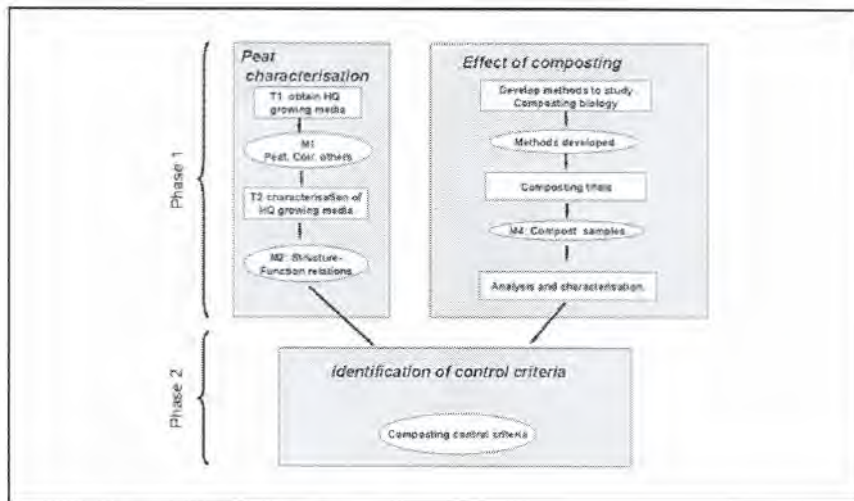 Phase 1
Peat
characterisation
T1: obtain HQ
growing media
M1
Peat. Coir. others
T2 characterisation of
HQ growing media
M2: Structure-
Function relations
Effect of composting
Develop methods to study
Composting biology
Methods developed
Composting trials
M4: Compost samples
Analysis and characterisation
Phase 2
Identification of control criteria
Composting control criteria